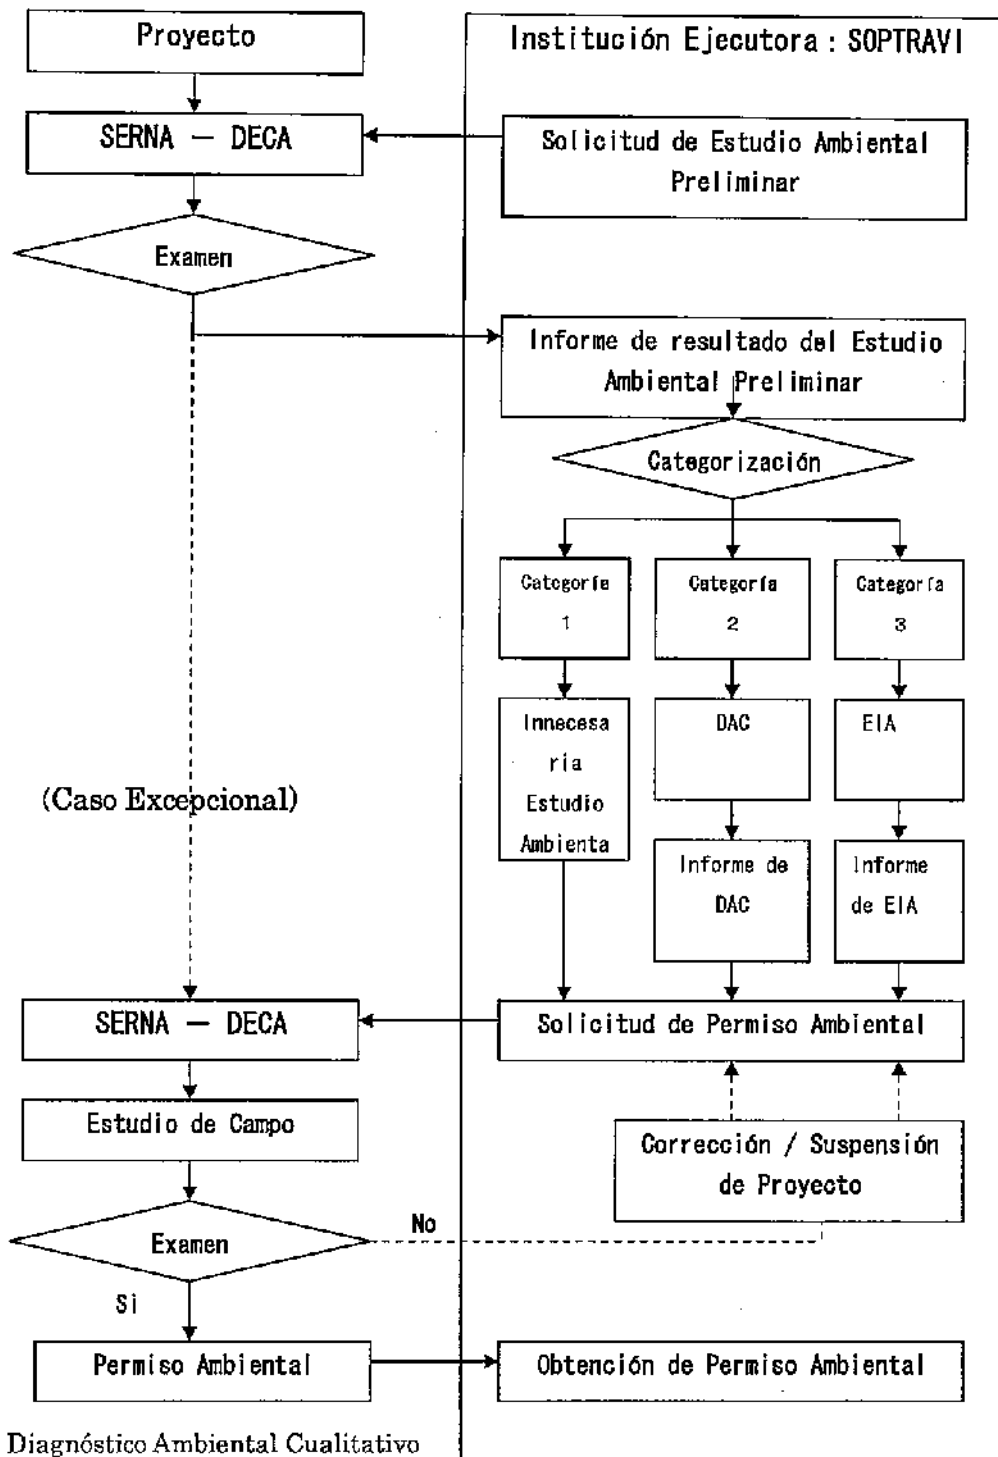 Proyecto
Institución Ejecutora : SOPTRAVI
SERNA — DECA
Solicitud de Estudio Ambiental
Preliminar
Examen
Informe de resultado del Estudio
Ambiental Preliminar
Categorización
Categoría
1
Categoría
2
Categoría
3
Innecesa
ria
Estudio
Ambienta
DAC
EIA
(Caso Excepcional)
Informe de
DAC
Informe
de EIA
SERNA — DECA
Solicitud de Permiso Ambiental
Estudio de Campo
Corrección / Suspensión
de Proyecto
No
Examen
Si
Permiso Ambiental
Obtención de Permiso Ambiental
Diagnóstico Ambiental Cualitativo